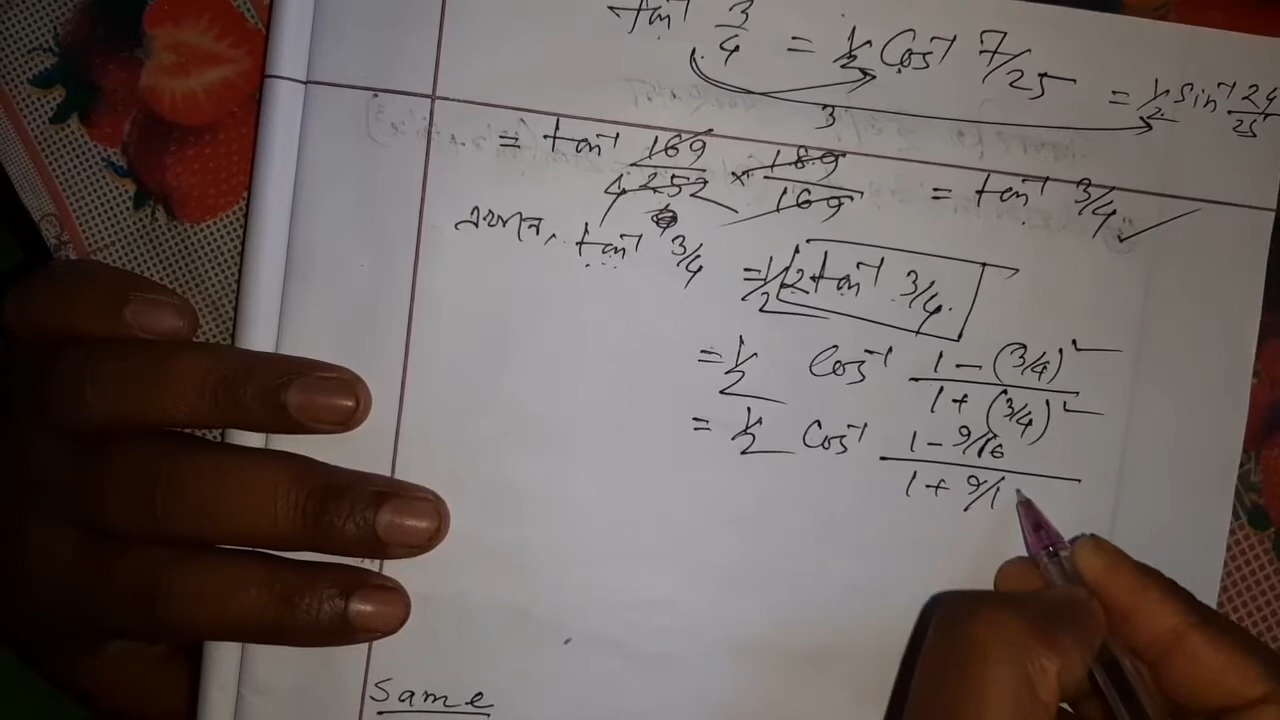 tan⁻¹ 3/4 = 1/2 Cos⁻¹ 7/25 = 1/2 Sin⁻¹ 24/25
3
= tan⁻¹ 169/252 × 189/169 = tan⁻¹ 3/4 ✓
4
এখানে, tan⁻¹ 3/4 = 1/2 2tan⁻¹ 3/4.
= 1/2 Cos⁻¹ (1 - (3/4)²)/(1 + (3/4)²)
= 1/2 Cos⁻¹ (1 - 9/16)/(1 + 9/1
Same